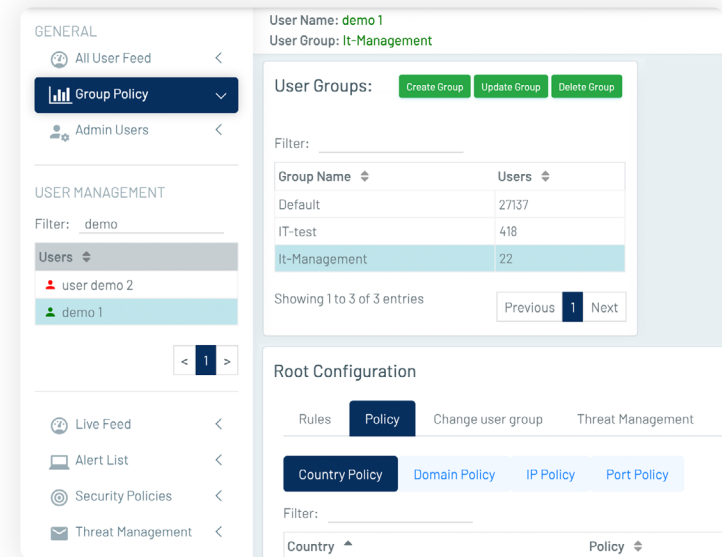 GENERAL
All User Feed
Group Policy
Admin Users
USER MANAGEMENT
Filter: demo
Users
user demo 2
demo 1
< 1 >
Live Feed
Alert List
Security Policies
Threat Management
User Name: demo 1
User Group: It-Management
User Groups: Create Group Update Group Delete Group
Filter:
Group Name Users
Default 27137
IT-test 418
It-Management 22
Showing 1 to 3 of 3 entries
Previous 1 Next
Root Configuration
Rules Policy Change user group Threat Management
Country Policy Domain Policy IP Policy Port Policy
Filter:
Country Policy